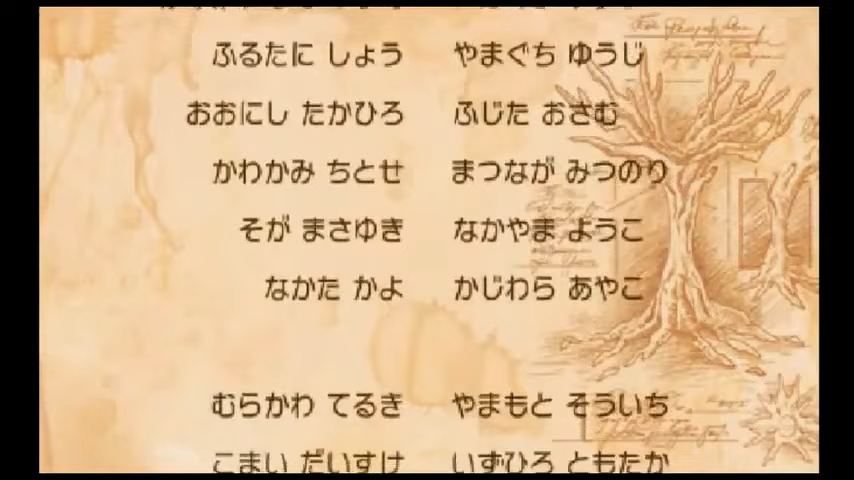 ふるたに しょう　やまぐち ゆうじ
おおにし たかひろ　ふじた おさむ
かわかみ ちとせ　まつなが みつのり
そが まさゆき　なかやま ようこ
なかた かよ　かじわら あやこ
むらかわ てるき　やまもと そういち
こまい だいすけ　いずひろ ともたか